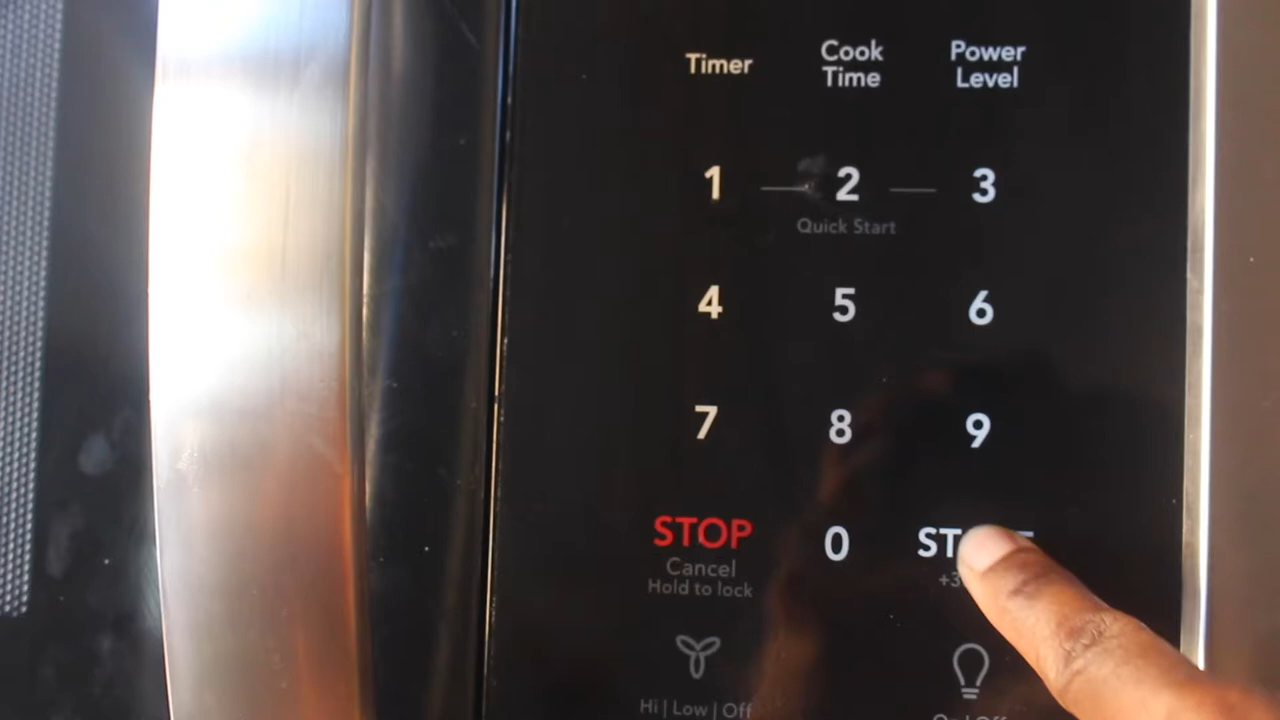 Timer
Cook
Time
Power
Level
1
2
3
Quick Start
4
5
6
7
8
9
STOP
Cancel
Hold to lock
0
Hi | Low | Off